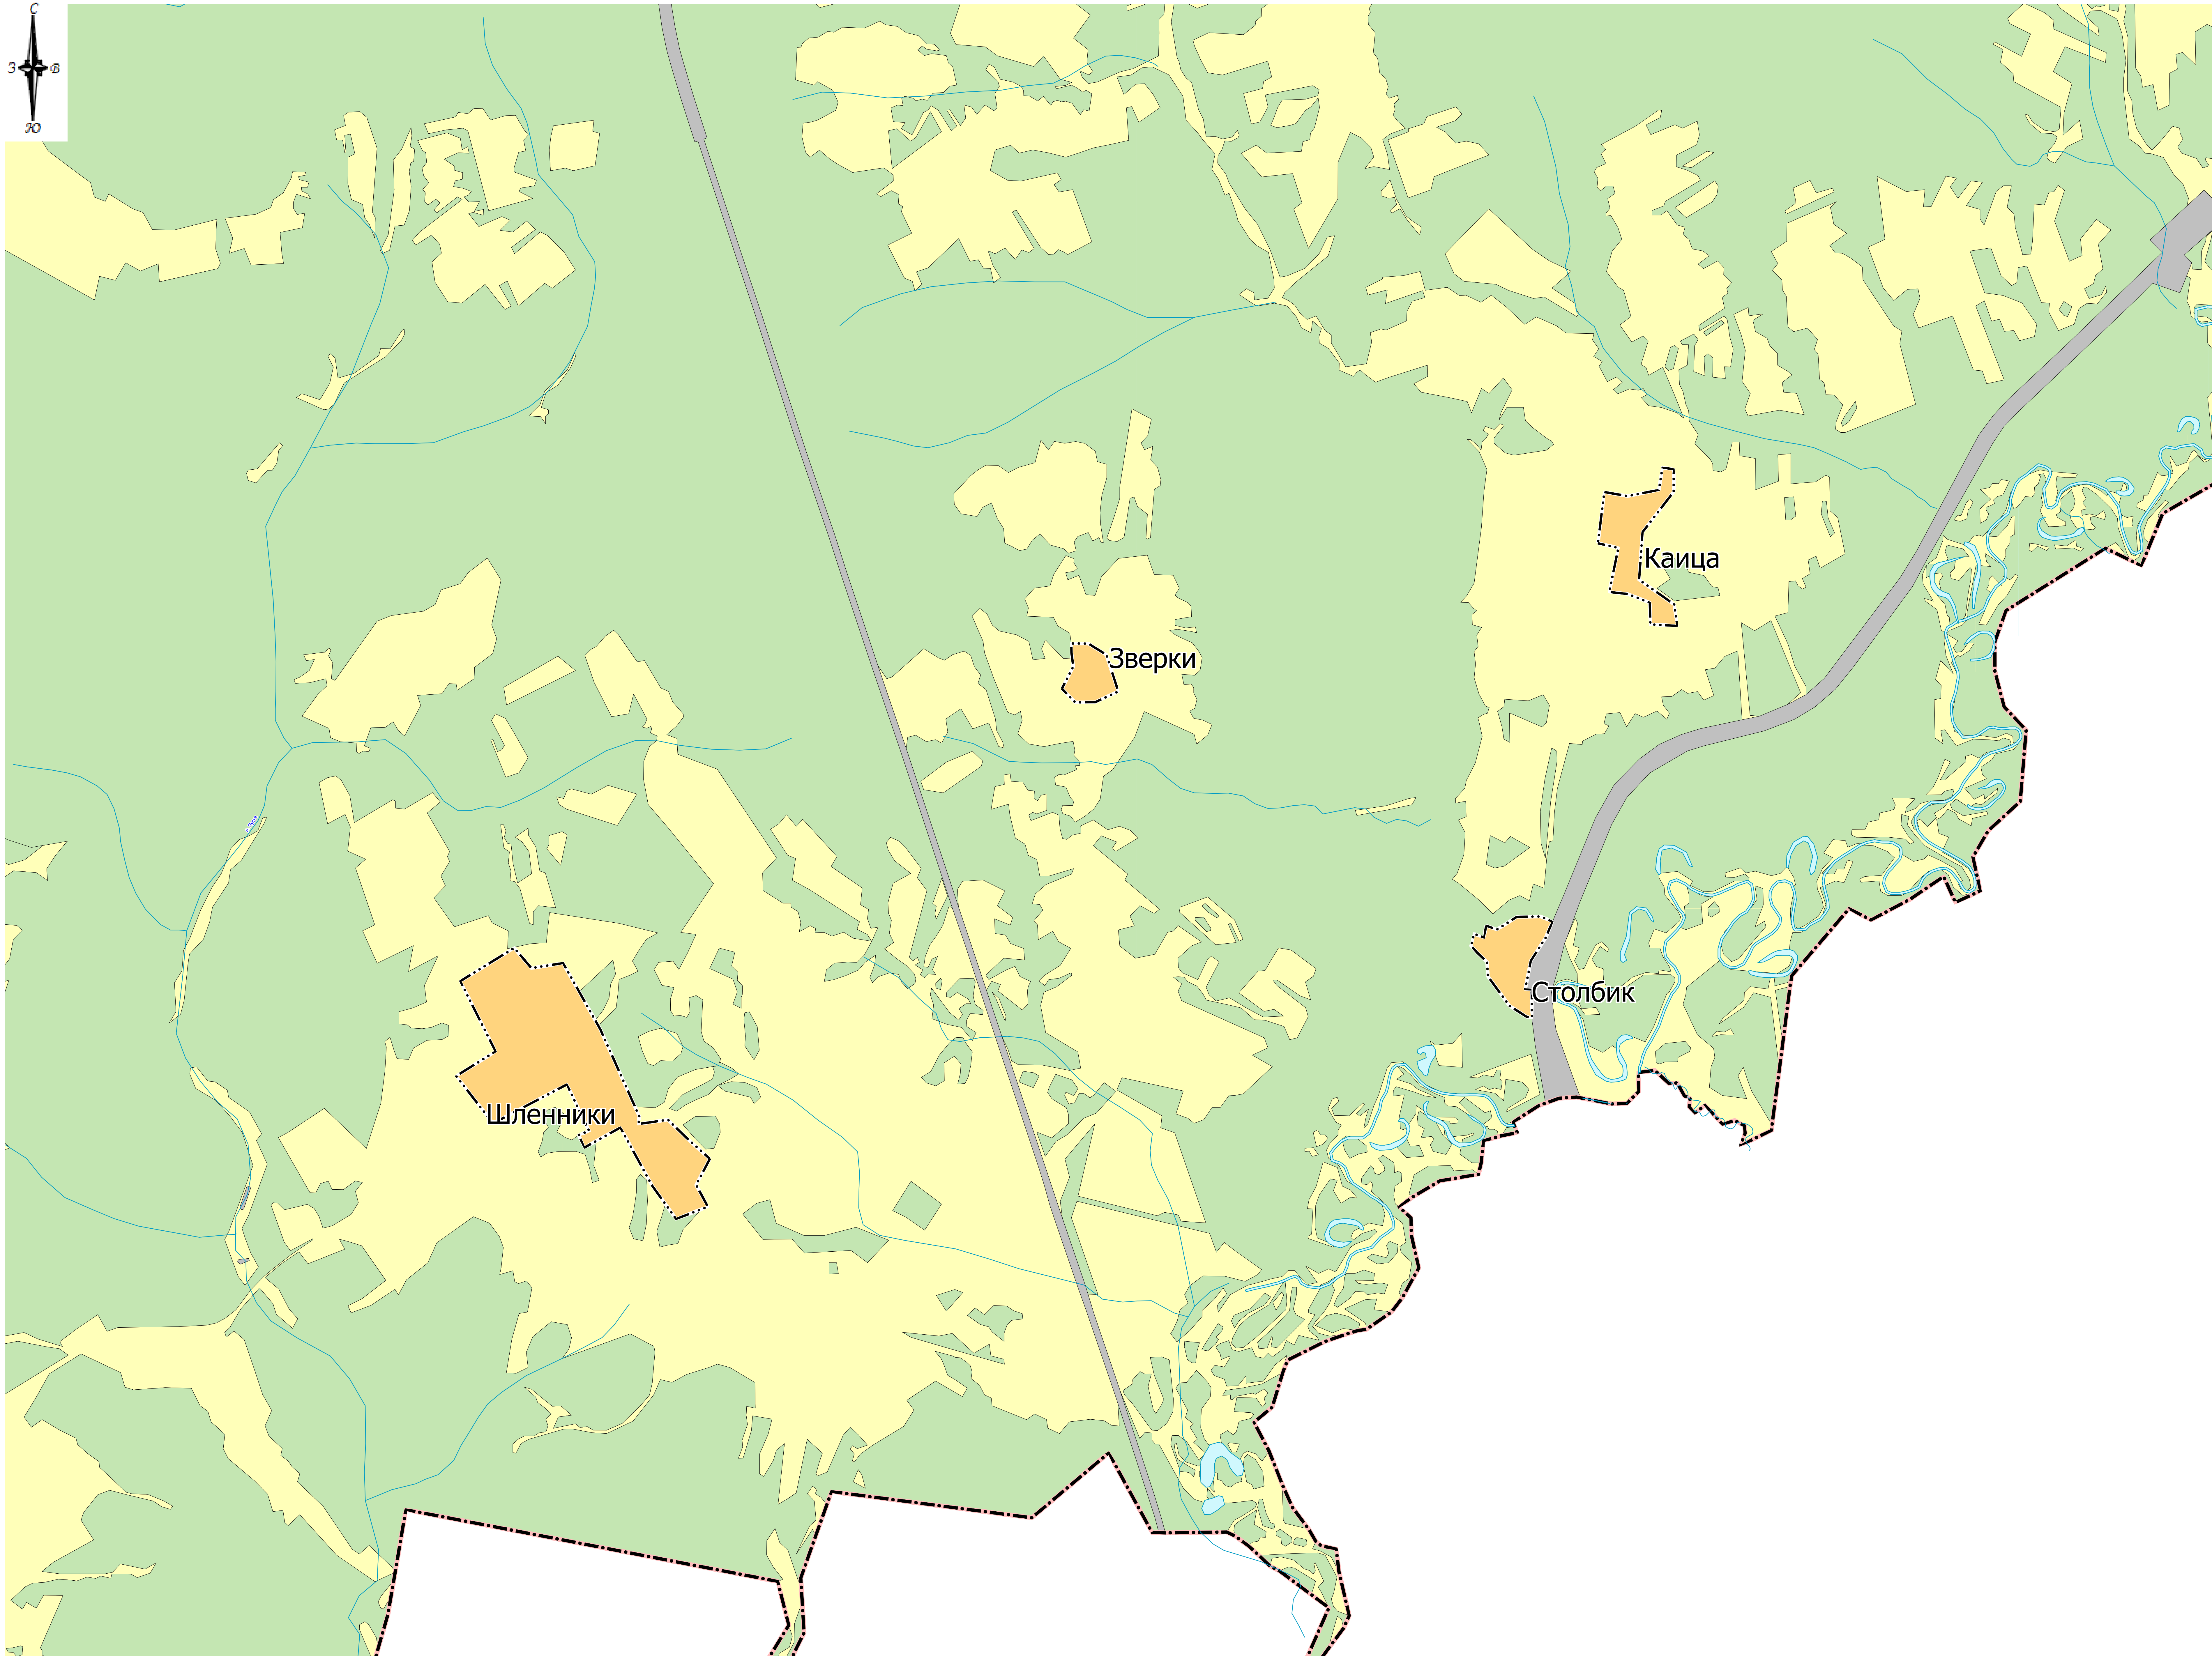 С
З В
Ю
Каица
Зверки
Столбик
Шленники